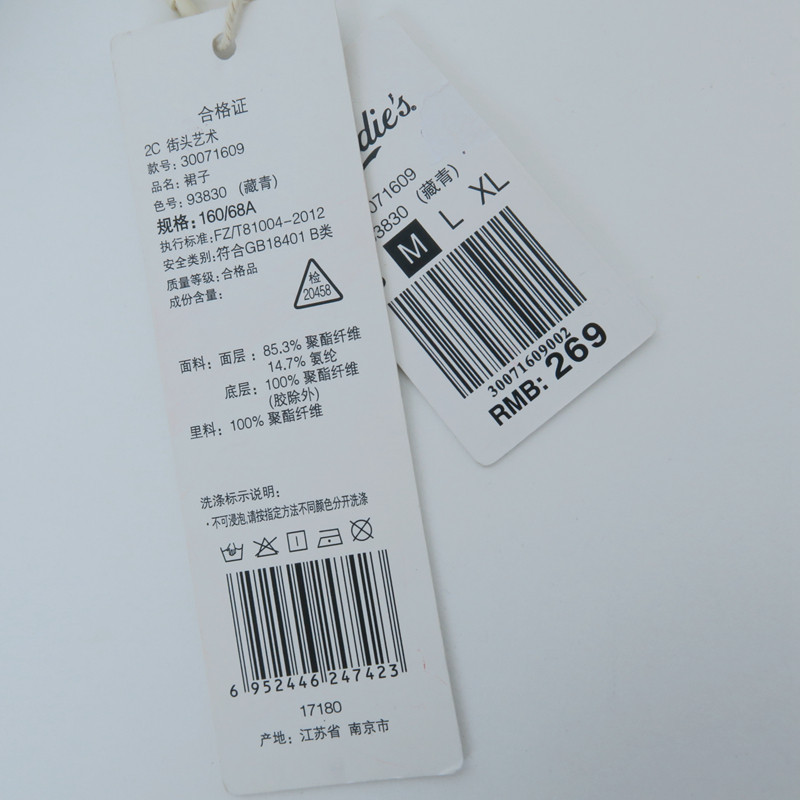 合格证
2C 街头艺术
款号: 30071609
品名: 裙子
色号: 93830 (藏青)
规格: 160/68A
执行标准: FZ/T81004-2012
安全类别: 符合GB18401 B类
质量等级: 合格品
成份含量:
检
20458
面料: 面层: 85.3% 聚酯纤维
14.7% 氨纶
底层: 100% 聚酯纤维
(胶除外)
里料: 100% 聚酯纤维
洗涤标示说明:
·不可浸泡,请按指定方法不同颜色分开洗涤
6 952446 247423
17180
产地: 江苏省 南京市
die's.
071609
3830 (藏青)
M L XL
30071609002
RMB: 269